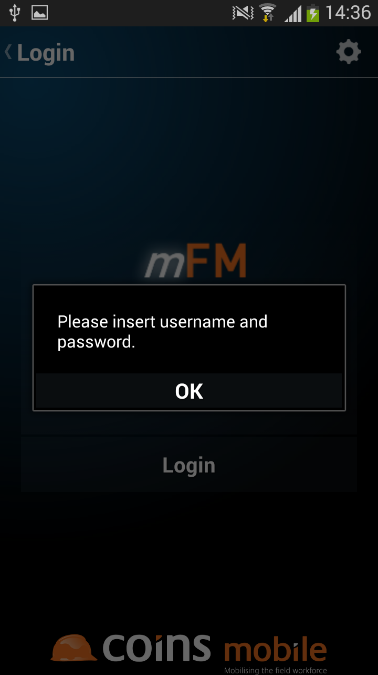 14:36
Login
mFM
Please insert username and
password.
OK
Login
coins mobile
Mobilising the field workforce